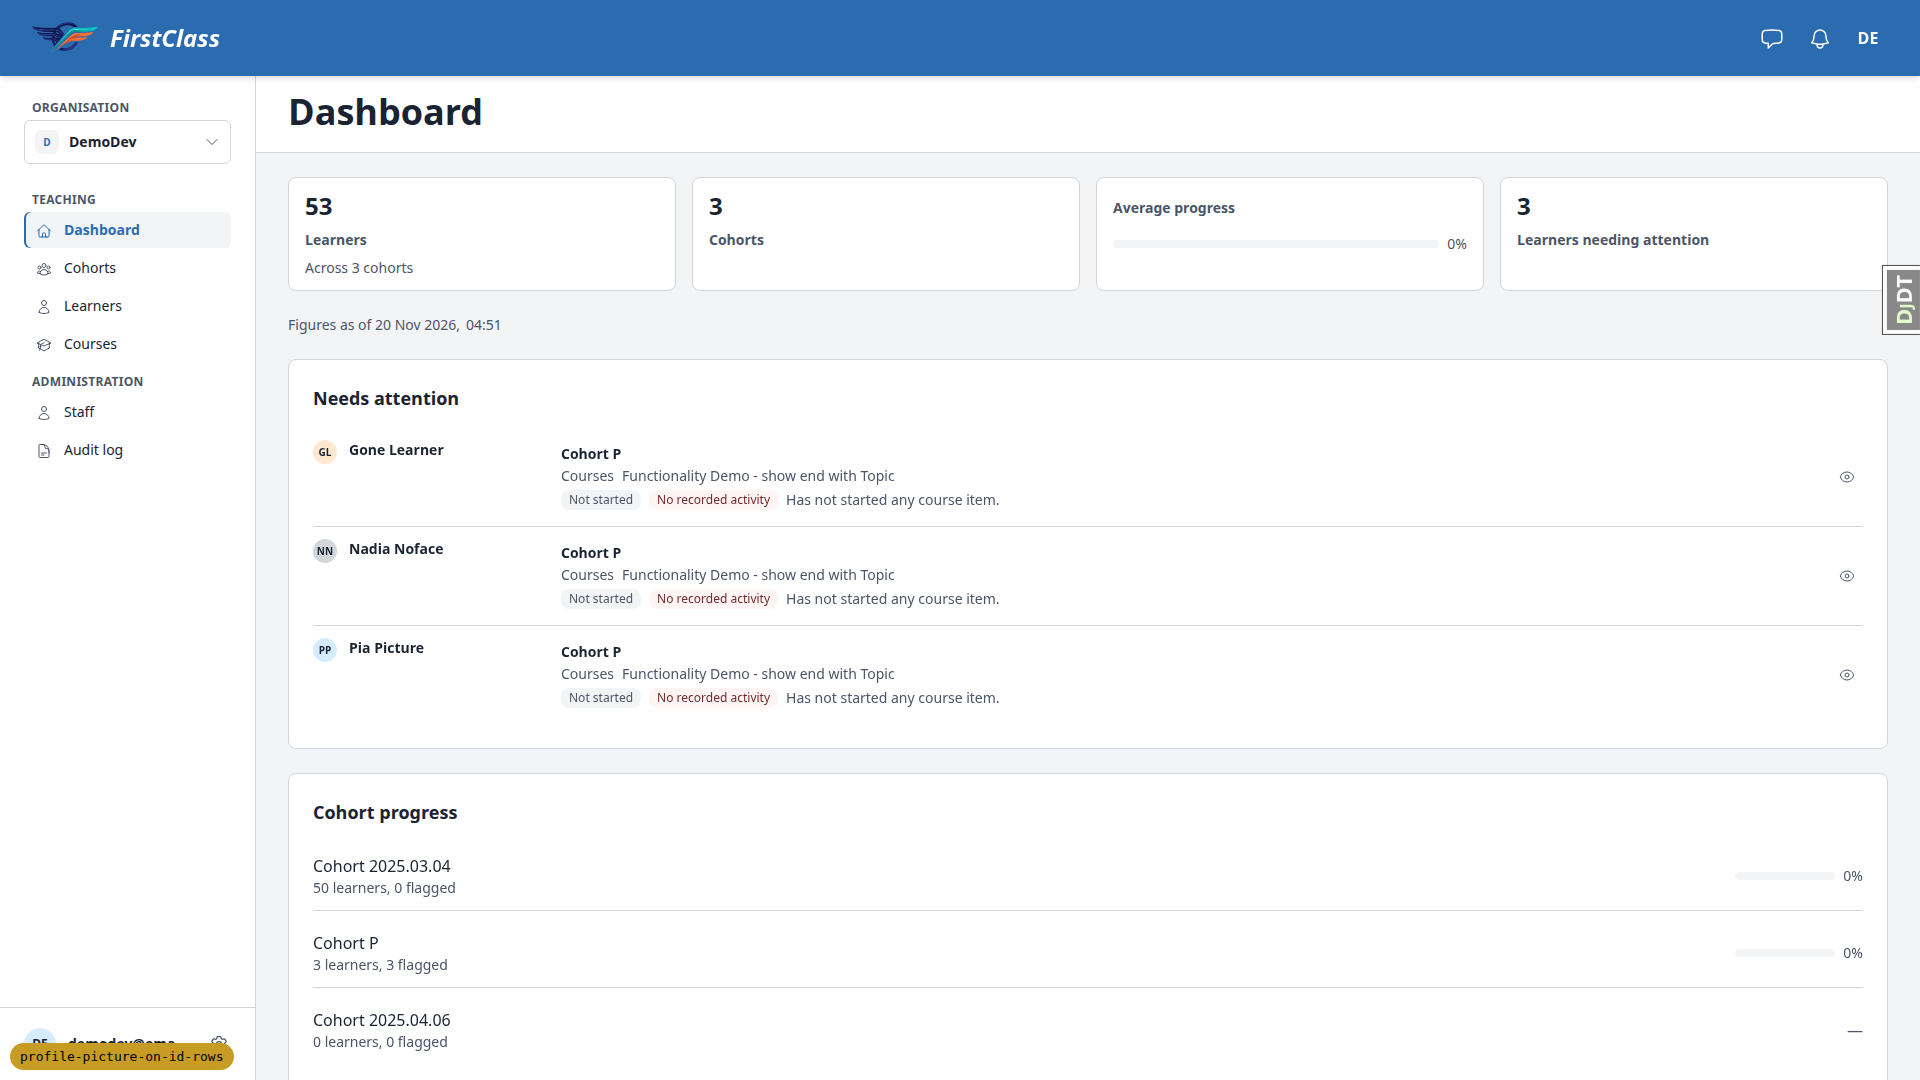 FirstClass
DE
ORGANISATION
D DemoDev
TEACHING
Dashboard
Cohorts
Learners
Courses
ADMINISTRATION
Staff
Audit log
profile-picture-on-id-rows
Dashboard
53
Learners
Across 3 cohorts
3
Cohorts
Average progress
0%
3
Learners needing attention
DjDT
Figures as of 20 Nov 2026, 04:51
Needs attention
GL Gone Learner
Cohort P
Courses Functionality Demo - show end with Topic
Not started No recorded activity Has not started any course item.
NN Nadia Noface
Cohort P
Courses Functionality Demo - show end with Topic
Not started No recorded activity Has not started any course item.
PP Pia Picture
Cohort P
Courses Functionality Demo - show end with Topic
Not started No recorded activity Has not started any course item.
Cohort progress
Cohort 2025.03.04
50 learners, 0 flagged
0%
Cohort P
3 learners, 3 flagged
0%
Cohort 2025.04.06
0 learners, 0 flagged
—